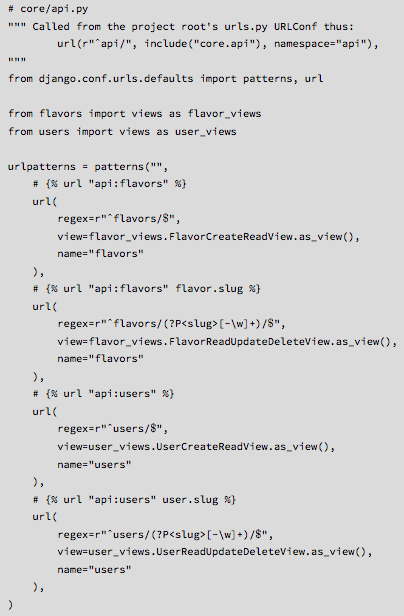 # core/api.py
""" Called from the project root's urls.py URLConf thus:
        url(r"^api/", include("core.api"), namespace="api"),
"""
from django.conf.urls.defaults import patterns, url

from flavors import views as flavor_views
from users import views as user_views

urlpatterns = patterns("",
    # {% url "api:flavors" %}
    url(
        regex=r"^flavors/$",
        view=flavor_views.FlavorCreateReadView.as_view(),
        name="flavors"
    ),
    # {% url "api:flavors" flavor.slug %}
    url(
        regex=r"^flavors/(?P<slug>[-\w]+)/$",
        view=flavor_views.FlavorReadUpdateDeleteView.as_view(),
        name="flavors"
    ),
    # {% url "api:users" %}
    url(
        regex=r"^users/$",
        view=user_views.UserCreateReadView.as_view(),
        name="users"
    ),
    # {% url "api:users" user.slug %}
    url(
        regex=r"^users/(?P<slug>[-\w]+)/$",
        view=user_views.UserReadUpdateDeleteView.as_view(),
        name="users"
    ),
)